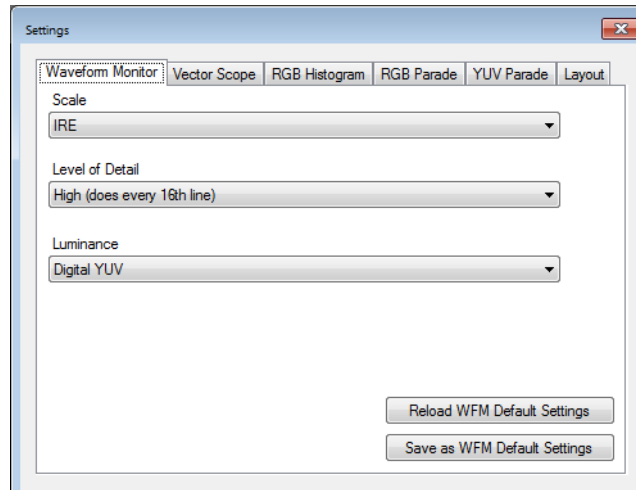 Settings
Waveform Monitor Vector Scope RGB Histogram RGB Parade YUV Parade Layout
Scale
IRE
Level of Detail
High (does every 16th line)
Luminance
Digital YUV
Reload WFM Default Settings
Save as WFM Default Settings